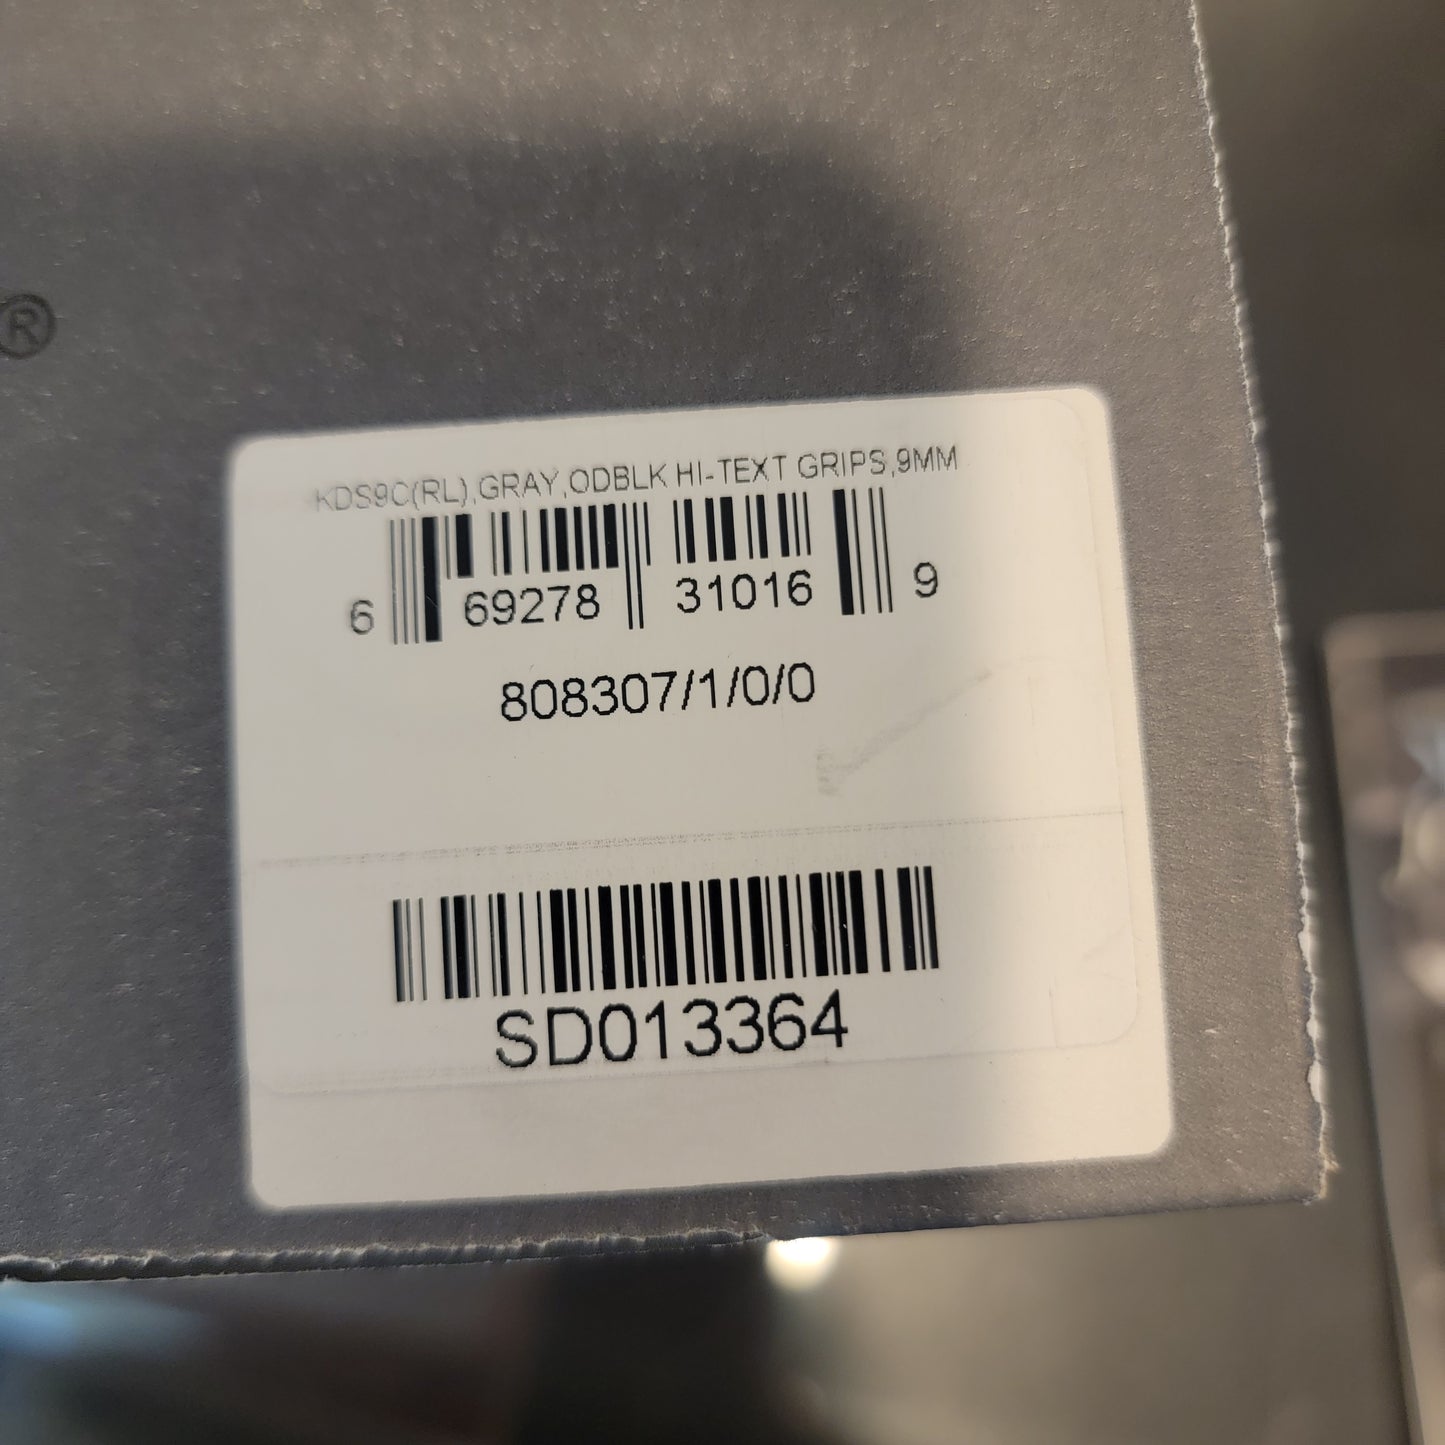 ®
KDS9C(RL),GRAY,ODBLK HI-TEXT GRIPS,9MM
6 69278 31016 9
808307/1/0/0
SD013364